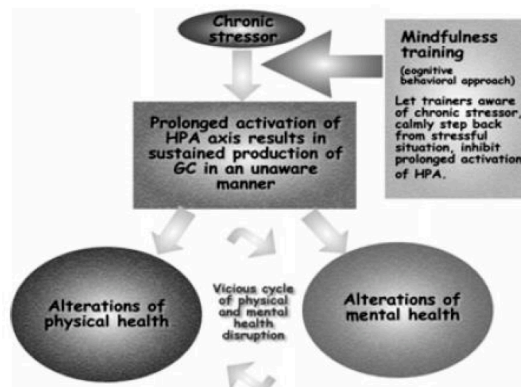 Chronic
stressor
Mindfulness
training
(cognitive
behavioral approach)
Let trainers aware
of chronic stressor,
calmly step back
from stressful
situation, inhibit
prolonged activation
of HPA.
Prolonged activation of
HPA axis results in
sustained production of
GC in an unaware
manner
Alterations of
physical health
Vicious cycle
of physical
and mental
health
disruption
Alterations of
mental health